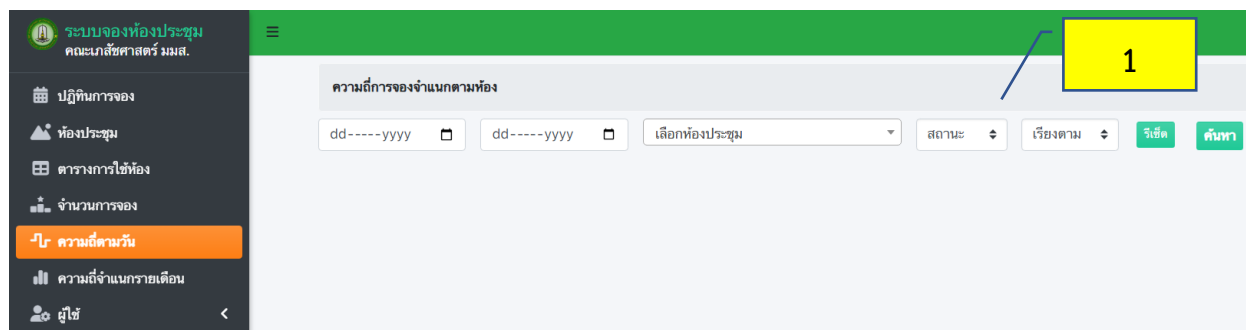 ระบบจองห้องประชุม
คณะเภสัชศาสตร์ มมส.
ปฏิทินการจอง
ห้องประชุม
ตารางการใช้ห้อง
จำนวนการจอง
ความถี่ตามวัน
ความถี่จำแนกรายเดือน
ผู้ใช้
1
ความถี่การจองจำแนกตามห้อง
dd-----yyyy dd-----yyyy เลือกห้องประชุม สถานะ เรียงตาม รีเซ็ต ค้นหา